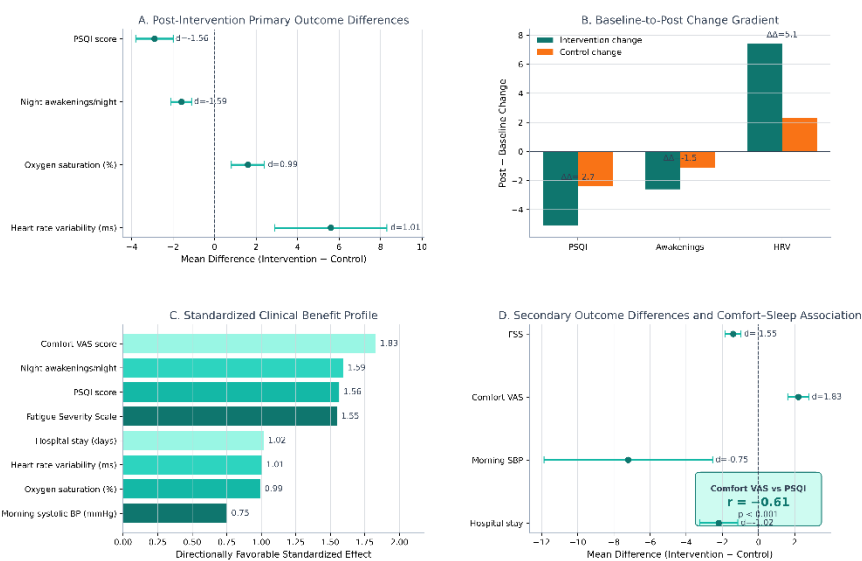 A. Post-Intervention Primary Outcome Differences
PSQI score
d=-1.56
Night awakenings/night
d=-1.59
Oxygen saturation (%)
d=0.99
Heart rate variability (ms)
d=1.01
−4 −2 0 2 4 6 8 10
Mean Difference (Intervention − Control)
B. Baseline-to-Post Change Gradient
Post − Baseline Change
8
6
4
2
0
−2
−4
Intervention change
Control change
ΔΔ=5.1
ΔΔ=-1.5
ΔΔ=-2.7
PSQI Awakenings HRV
C. Standardized Clinical Benefit Profile
Comfort VAS score 1.83
Night awakenings/night 1.59
PSQI score 1.56
Fatigue Severity Scale 1.55
Hospital stay (days) 1.02
Heart rate variability (ms) 1.01
Oxygen saturation (%) 0.99
Morning systolic BP (mmHg) 0.75
0.00 0.25 0.50 0.75 1.00 1.25 1.50 1.75 2.00
Directionally Favorable Standardized Effect
D. Secondary Outcome Differences and Comfort–Sleep Association
FSS
d=-1.55
Comfort VAS
d=1.83
Morning SBP
d=-0.75
Comfort VAS vs PSQI
r = −0.61
p < 0.001
Hospital stay
d=-1.02
−12 −10 −8 −6 −4 −2 0 2
Mean Difference (Intervention − Control)